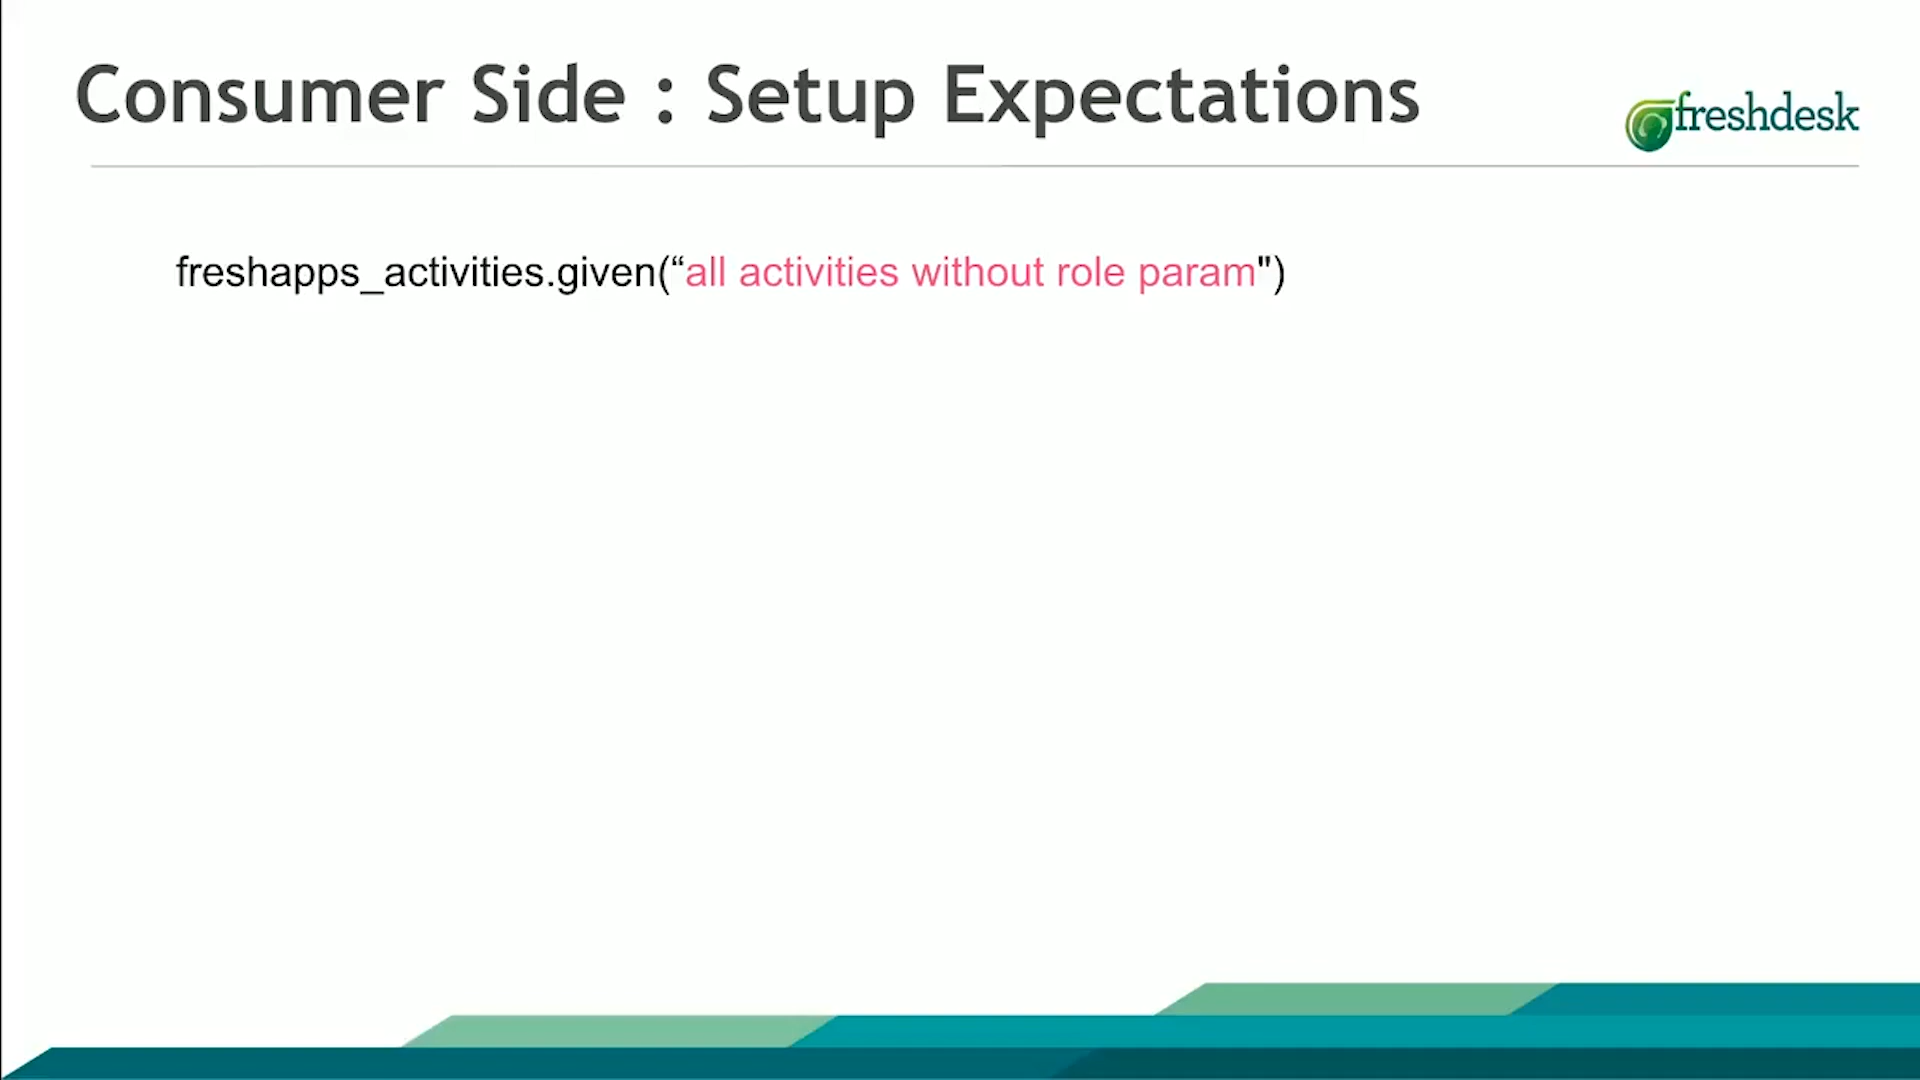 Consumer Side : Setup Expectations
freshdesk
freshapps_activities.given(“all activities without role param")